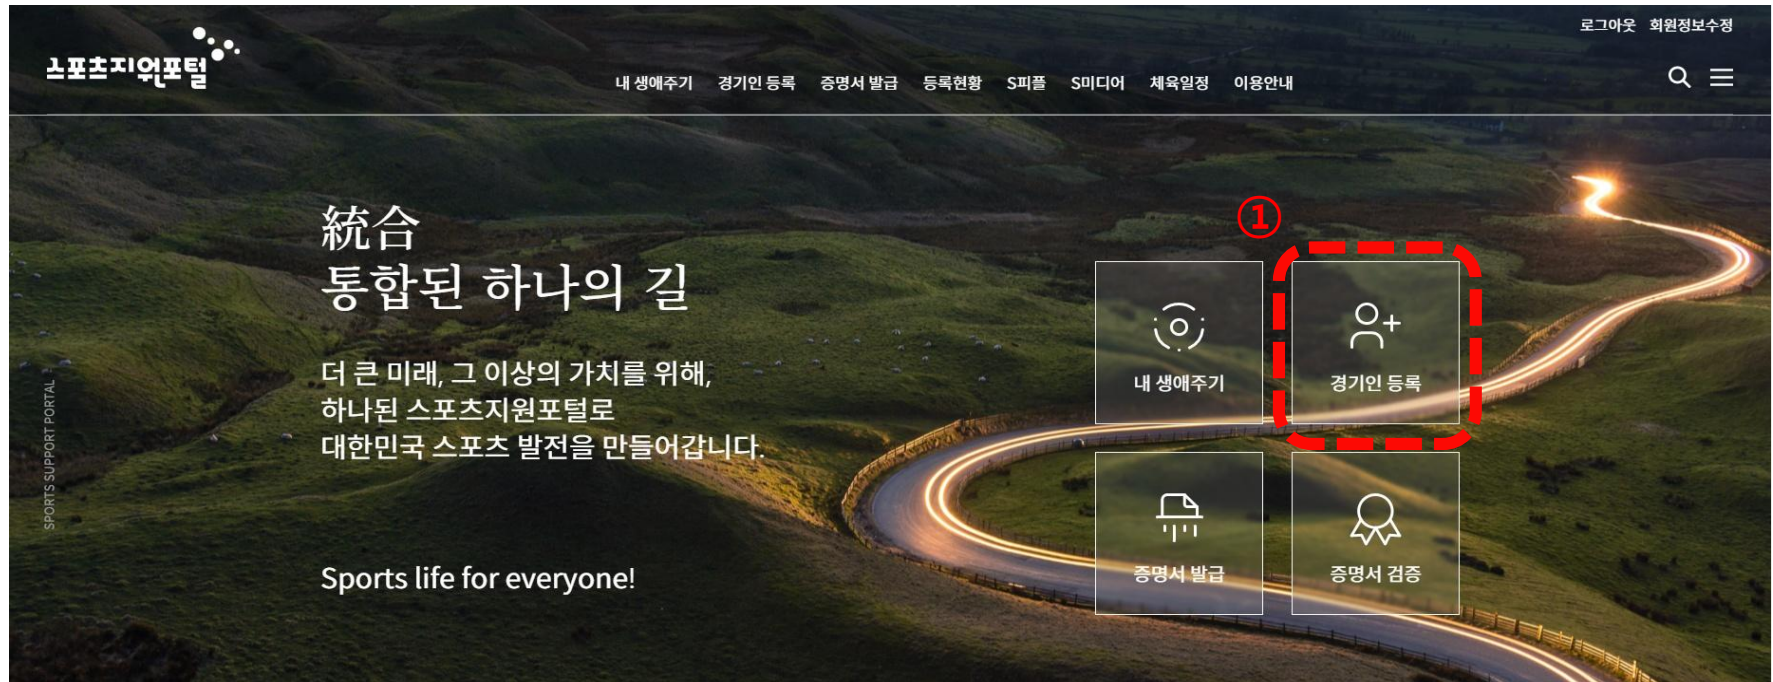 로그아웃 회원정보수정
스포츠지원포털
내 생애주기 경기인 등록 증명서 발급 등록현황 S피플 S미디어 체육일정 이용안내
統合
통합된 하나의 길
더 큰 미래, 그 이상의 가치를 위해,
하나된 스포츠지원포털로
대한민국 스포츠 발전을 만들어갑니다.
Sports life for everyone!
SPORTS SUPPORT PORTAL
①
내 생애주기
경기인 등록
증명서 발급
증명서 검증